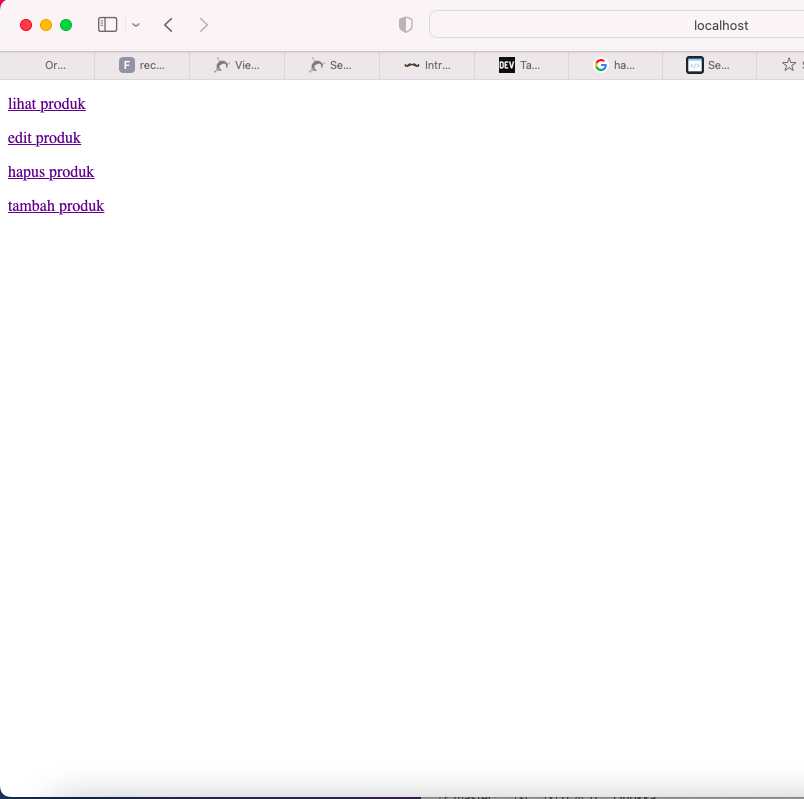 localhost
Or...
F rec...
Vie...
Se...
Intr...
DEV Ta...
G ha...
</> Se...
lihat produk
edit produk
hapus produk
tambah produk